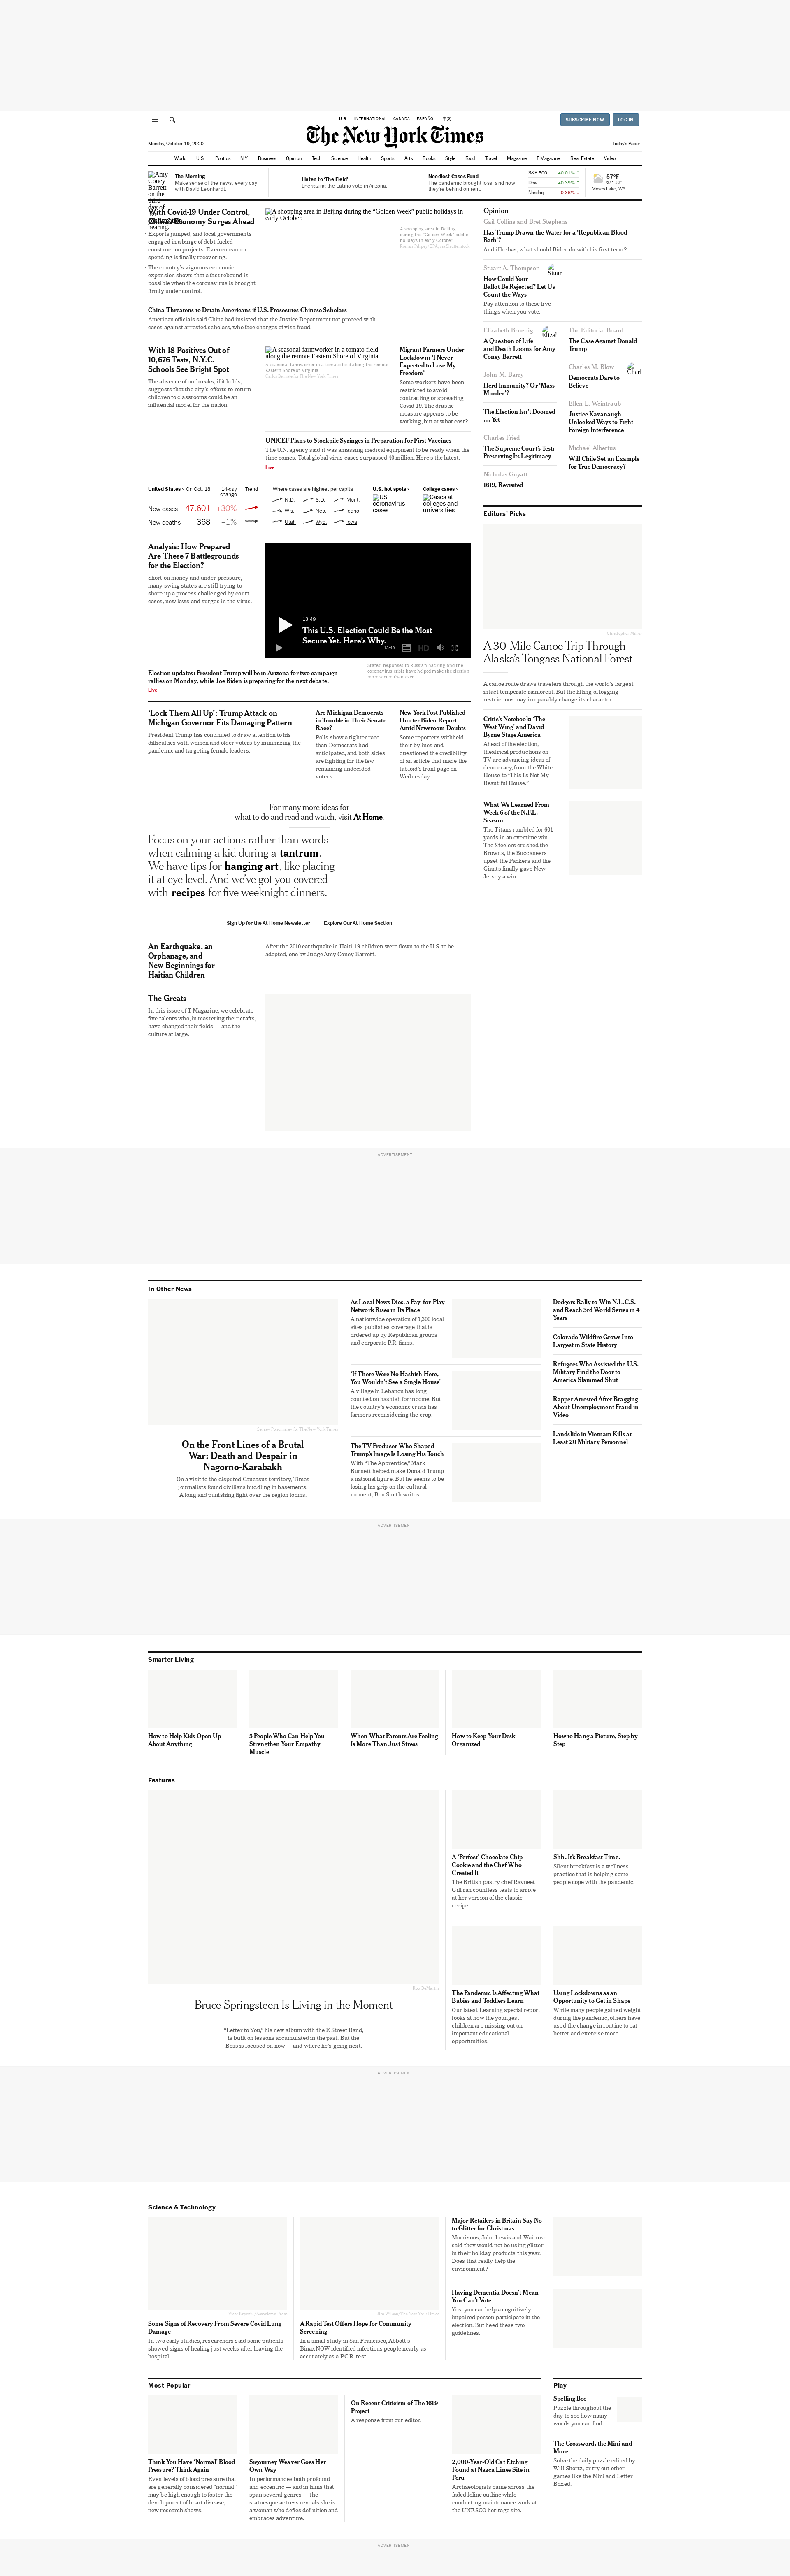 U.S. INTERNATIONAL CANADA ESPAÑOL 中文
SUBSCRIBE NOW LOG IN
The New York Times
Monday, October 19, 2020
Today's Paper
World U.S. Politics N.Y. Business Opinion Tech Science Health Sports Arts Books Style Food Travel Magazine T Magazine Real Estate Video
Amy
Coney
Barrett
on the
third
day of
hearing.
The Morning
Make sense of the news, every day,
with David Leonhardt.
Listen to 'The Field'
Energizing the Latino vote in Arizona.
Neediest Cases Fund
The pandemic brought loss, and now
they're behind on rent.
S&P 500 +0.01%
Dow +0.39%
Nasdaq -0.36%
57°F
Moses Lake, WA
With Covid-19 Under Control,
China's Economy Surges Ahead
Exports jumped, and local governments
engaged in a binge of debt-fueled
construction projects. Even consumer
spending is finally recovering.
The country's vigorous economic
expansion shows that a fast rebound is
possible when the coronavirus is brought
firmly under control.
A shopping area in Beijing during the “Golden Week” public holidays in
early October.
A shopping area in Beijing
during the “Golden Week” public
holidays in early October.
China Threatens to Detain Americans if U.S. Prosecutes Chinese Scholars
American officials said China had insisted that the Justice Department not proceed with
cases against arrested scholars, who face charges of visa fraud.
With 18 Positives Out of
10,676 Tests, N.Y.C.
Schools See Bright Spot
The absence of outbreaks, if it holds,
suggests that the city's efforts to return
children to classrooms could be an
influential model for the nation.
A seasonal farmworker in a tomato field
along the remote Eastern Shore of Virginia.
A seasonal farmworker in a tomato field along the remote
Eastern Shore of Virginia.
Migrant Farmers Under
Lockdown: 'I Never
Expected to Lose My
Freedom'
Some workers have been
restricted to avoid
contracting or spreading
Covid-19. The drastic
measure appears to be
working, but at what cost?
UNICEF Plans to Stockpile Syringes in Preparation for First Vaccines
The U.N. agency said it was amassing medical equipment to be ready when the
time comes. Total global virus cases surpassed 40 million. Here's the latest.
Live
United States › On Oct. 18 14-day
change Trend
New cases 47,601 +30%
New deaths 368 –1%
Where cases are highest per capita
N.D. S.D. Mont.
Wis. Neb. Idaho
Utah Wyo. Iowa
U.S. hot spots ›
US
coronavirus
cases
College cases ›
Cases at
colleges and
universities
Analysis: How Prepared
Are These 7 Battlegrounds
for the Election?
Short on money and under pressure,
many swing states are still trying to
shore up a process challenged by court
cases, new laws and surges in the virus.
13:49
This U.S. Election Could Be the Most
Secure Yet. Here's Why.
13:49 HD
States' responses to Russian hacking and the
coronavirus crisis have helped make the election
more secure than ever.
Election updates: President Trump will be in Arizona for two campaign
rallies on Monday, while Joe Biden is preparing for the next debate.
Live
'Lock Them All Up': Trump Attack on
Michigan Governor Fits Damaging Pattern
President Trump has continued to draw attention to his
difficulties with women and older voters by minimizing the
pandemic and targeting female leaders.
Are Michigan Democrats
in Trouble in Their Senate
Race?
Polls show a tighter race
than Democrats had
anticipated, and both sides
are fighting for the few
remaining undecided
voters.
New York Post Published
Hunter Biden Report
Amid Newsroom Doubts
Some reporters withheld
their bylines and
questioned the credibility
of an article that made the
tabloid's front page on
Wednesday.
For many more ideas for
what to do and read and watch, visit At Home.
Focus on your actions rather than words
when calming a kid during a tantrum.
We have tips for hanging art, like placing
it at eye level. And we've got you covered
with recipes for five weeknight dinners.
Sign Up for the At Home Newsletter Explore Our At Home Section
An Earthquake, an
Orphanage, and
New Beginnings for
Haitian Children
After the 2010 earthquake in Haiti, 19 children were flown to the U.S. to be
adopted, one by Judge Amy Coney Barrett.
The Greats
In this issue of T Magazine, we celebrate
five talents who, in mastering their crafts,
have changed their fields — and the
culture at large.
Opinion
Gail Collins and Bret Stephens
Has Trump Drawn the Water for a 'Republican Blood
Bath'?
And if he has, what should Biden do with his first term?
Stuart A. Thompson
How Could Your
Ballot Be Rejected? Let Us
Count the Ways
Pay attention to these five
things when you vote.
Elizabeth Bruenig
A Question of Life
and Death Looms for Amy
Coney Barrett
John M. Barry
Herd Immunity? Or 'Mass
Murder'?
The Election Isn't Doomed
… Yet
Charles Fried
The Supreme Court's Test:
Preserving Its Legitimacy
Nicholas Guyatt
1619, Revisited
The Editorial Board
The Case Against Donald
Trump
Charles M. Blow
Democrats Dare to
Believe
Ellen L. Weintraub
Justice Kavanaugh
Unlocked Ways to Fight
Foreign Interference
Michael Albertus
Will Chile Set an Example
for True Democracy?
Editors' Picks
Christopher Miller
A 30-Mile Canoe Trip Through
Alaska's Tongass National Forest
A canoe route draws travelers through the world's largest
intact temperate rainforest. But the lifting of logging
restrictions may irreparably change its character.
Critic's Notebook: 'The
West Wing' and David
Byrne Stage America
Ahead of the election,
theatrical productions on
TV are advancing ideas of
democracy, from the White
House to “This Is Not My
Beautiful House.”
What We Learned From
Week 6 of the N.F.L.
Season
The Titans rumbled for 601
yards in an overtime win.
The Steelers crushed the
Browns, the Buccaneers
upset the Packers and the
Giants finally gave New
Jersey a win.
ADVERTISEMENT
In Other News
On the Front Lines of a Brutal
War: Death and Despair in
Nagorno-Karabakh
On a visit to the disputed Caucasus territory, Times
journalists found civilians huddling in basements.
A long and punishing fight over the region looms.
As Local News Dies, a Pay-for-Play
Network Rises in Its Place
A nationwide operation of 1,300 local
sites publishes coverage that is
ordered up by Republican groups
and corporate P.R. firms.
'If There Were No Hashish Here,
You Wouldn't See a Single House'
A village in Lebanon has long
counted on hashish for income. But
the country's economic crisis has
farmers reconsidering the crop.
The TV Producer Who Shaped
Trump's Image Is Losing His Touch
With “The Apprentice,” Mark
Burnett helped make Donald Trump
a national figure. But he seems to be
losing his grip on the cultural
moment, Ben Smith writes.
Dodgers Rally to Win N.L.C.S.
and Reach 3rd World Series in 4
Years
Colorado Wildfire Grows Into
Largest in State History
Refugees Who Assisted the U.S.
Military Find the Door to
America Slammed Shut
Rapper Arrested After Bragging
About Unemployment Fraud in
Video
Landslide in Vietnam Kills at
Least 20 Military Personnel
ADVERTISEMENT
Smarter Living
How to Help Kids Open Up
About Anything
5 People Who Can Help You
Strengthen Your Empathy
Muscle
When What Parents Are Feeling
Is More Than Just Stress
How to Keep Your Desk
Organized
How to Hang a Picture, Step by
Step
Features
Bruce Springsteen Is Living in the Moment
“Letter to You,” his new album with the E Street Band,
is built on lessons accumulated in the past. But the
Boss is focused on now — and where he's going next.
A 'Perfect' Chocolate Chip
Cookie and the Chef Who
Created It
The British pastry chef Ravneet
Gill ran countless tests to arrive
at her version of the classic
recipe.
Shh. It's Breakfast Time.
Silent breakfast is a wellness
practice that is helping some
people cope with the pandemic.
The Pandemic Is Affecting What
Babies and Toddlers Learn
Our latest Learning special report
looks at how the youngest
children are missing out on
important educational
opportunities.
Using Lockdowns as an
Opportunity to Get in Shape
While many people gained weight
during the pandemic, others have
used the change in routine to eat
better and exercise more.
ADVERTISEMENT
Science & Technology
Some Signs of Recovery From Severe Covid Lung
Damage
In two early studies, researchers said some patients
showed signs of healing just weeks after leaving the
hospital.
A Rapid Test Offers Hope for Community
Screening
In a small study in San Francisco, Abbott's
BinaxNOW identified infectious people nearly as
accurately as a P.C.R. test.
Major Retailers in Britain Say No
to Glitter for Christmas
Morrisons, John Lewis and Waitrose
said they would not be using glitter
in their holiday products this year.
Does that really help the
environment?
Having Dementia Doesn't Mean
You Can't Vote
Yes, you can help a cognitively
impaired person participate in the
election. But heed these two
guidelines.
Most Popular
Think You Have 'Normal' Blood
Pressure? Think Again
Even levels of blood pressure that
are generally considered “normal”
may be high enough to foster the
development of heart disease,
new research shows.
Sigourney Weaver Goes Her
Own Way
In performances both profound
and eccentric — and in films that
span several genres — the
statuesque actress reveals she is
a woman who defies definition and
embraces adventure.
On Recent Criticism of The 1619
Project
A response from our editor.
2,000-Year-Old Cat Etching
Found at Nazca Lines Site in
Peru
Archaeologists came across the
faded feline outline while
conducting maintenance work at
the UNESCO heritage site.
Play
Spelling Bee
Puzzle throughout the
day to see how many
words you can find.
The Crossword, the Mini and
More
Solve the daily puzzle edited by
Will Shortz, or try out other
games like the Mini and Letter
Boxed.
ADVERTISEMENT